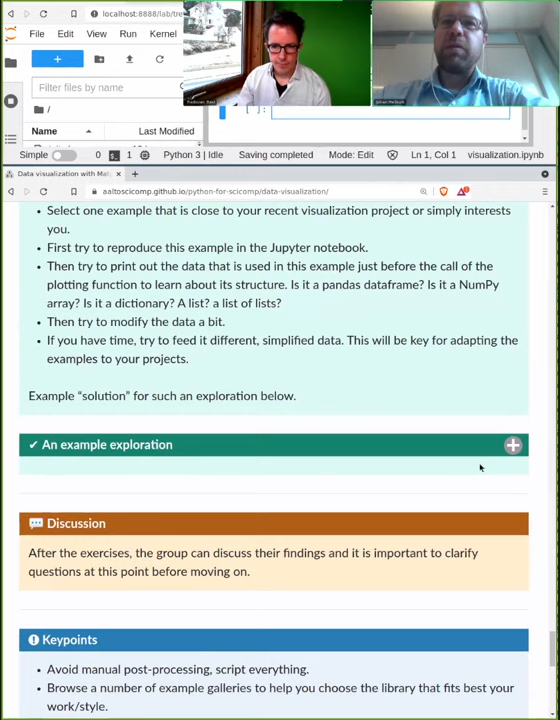 localhost:8888/lab/tre
File Edit View Run Kernel
+
Filter files by name
/
Name Last Modified
Radovan Bast
[ ]:
Simple 0 1 Python 3 | Idle Saving completed Mode: Edit Ln 1, Col 1 visualization.ipynb
Data visualization with Mat
aaltoscicomp.github.io/python-for-scicomp/data-visualization/
Select one example that is close to your recent visualization project or simply interests
you.
First try to reproduce this example in the Jupyter notebook.
Then try to print out the data that is used in this example just before the call of the
plotting function to learn about its structure. Is it a pandas dataframe? Is it a NumPy
array? Is it a dictionary? A list? a list of lists?
Then try to modify the data a bit.
If you have time, try to feed it different, simplified data. This will be key for adapting the
examples to your projects.
Example “solution” for such an exploration below.
✔ An example exploration
Discussion
After the exercises, the group can discuss their findings and it is important to clarify
questions at this point before moving on.
Keypoints
Avoid manual post-processing, script everything.
Browse a number of example galleries to help you choose the library that fits best your
work/style.